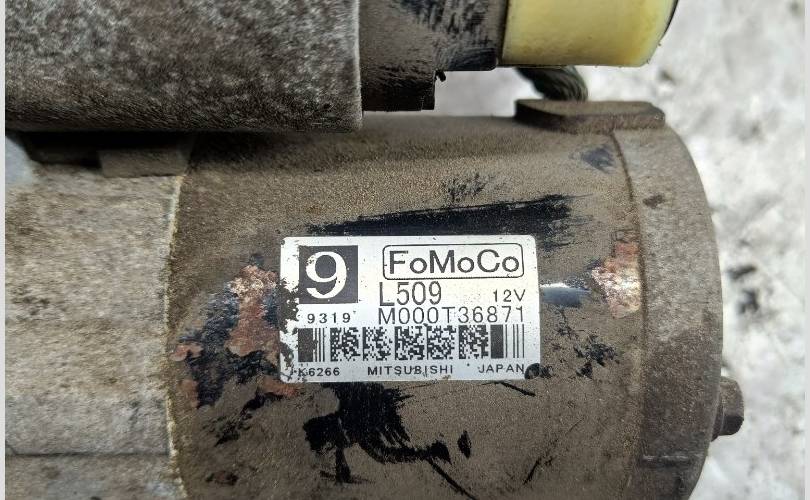 9
FoMoCo
L509 12V
9319 M000T36871
K6266 MITSUBISHI JAPAN